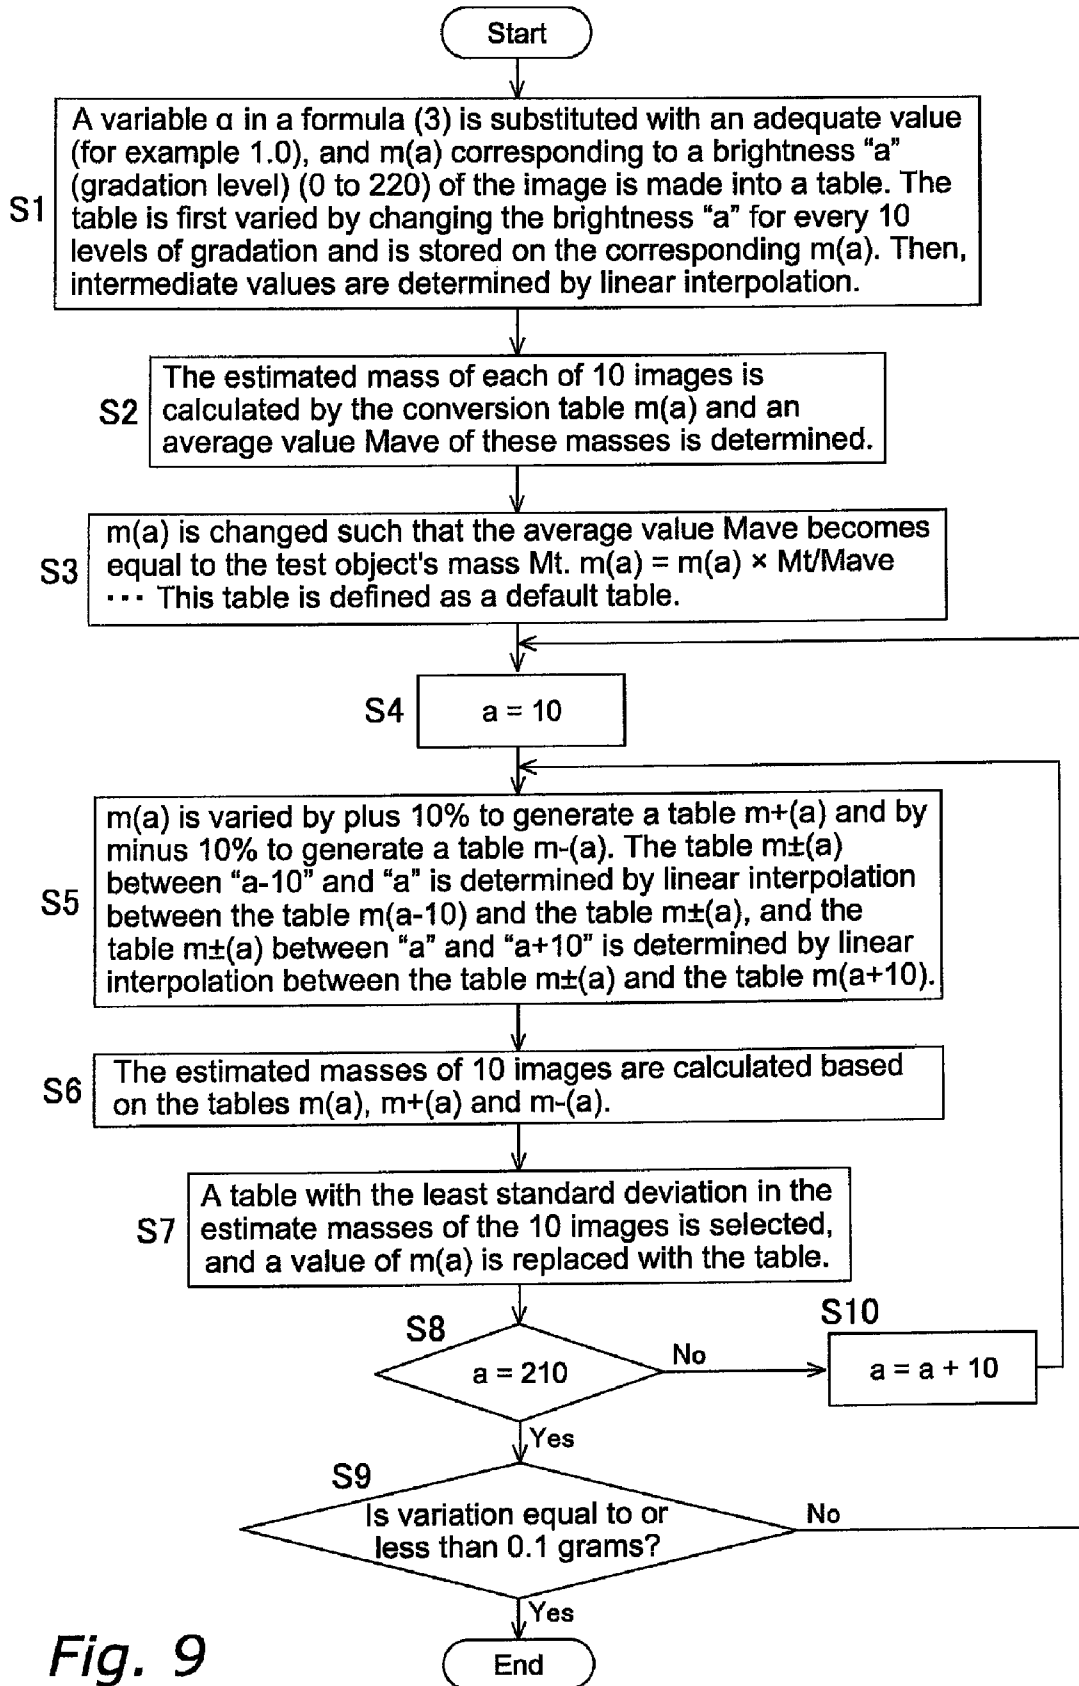 Start
A variable α in a formula (3) is substituted with an adequate value
(for example 1.0), and m(a) corresponding to a brightness “a”
(gradation level) (0 to 220) of the image is made into a table. The
table is first varied by changing the brightness “a” for every 10
levels of gradation and is stored on the corresponding m(a). Then,
intermediate values are determined by linear interpolation.
S1
The estimated mass of each of 10 images is
calculated by the conversion table m(a) and an
average value Mave of these masses is determined.
S2
m(a) is changed such that the average value Mave becomes
equal to the test object's mass Mt. m(a) = m(a) × Mt/Mave
··· This table is defined as a default table.
S3
S4
a = 10
m(a) is varied by plus 10% to generate a table m+(a) and by
minus 10% to generate a table m-(a). The table m±(a)
between “a-10” and “a” is determined by linear interpolation
between the table m(a-10) and the table m±(a), and the
table m±(a) between “a” and “a+10” is determined by linear
interpolation between the table m±(a) and the table m(a+10).
S5
The estimated masses of 10 images are calculated based
on the tables m(a), m+(a) and m-(a).
S6
A table with the least standard deviation in the
estimate masses of the 10 images is selected,
and a value of m(a) is replaced with the table.
S7
S8
a = 210
No
S10
a = a + 10
Yes
S9
Is variation equal to or
less than 0.1 grams?
No
Yes
End
Fig. 9